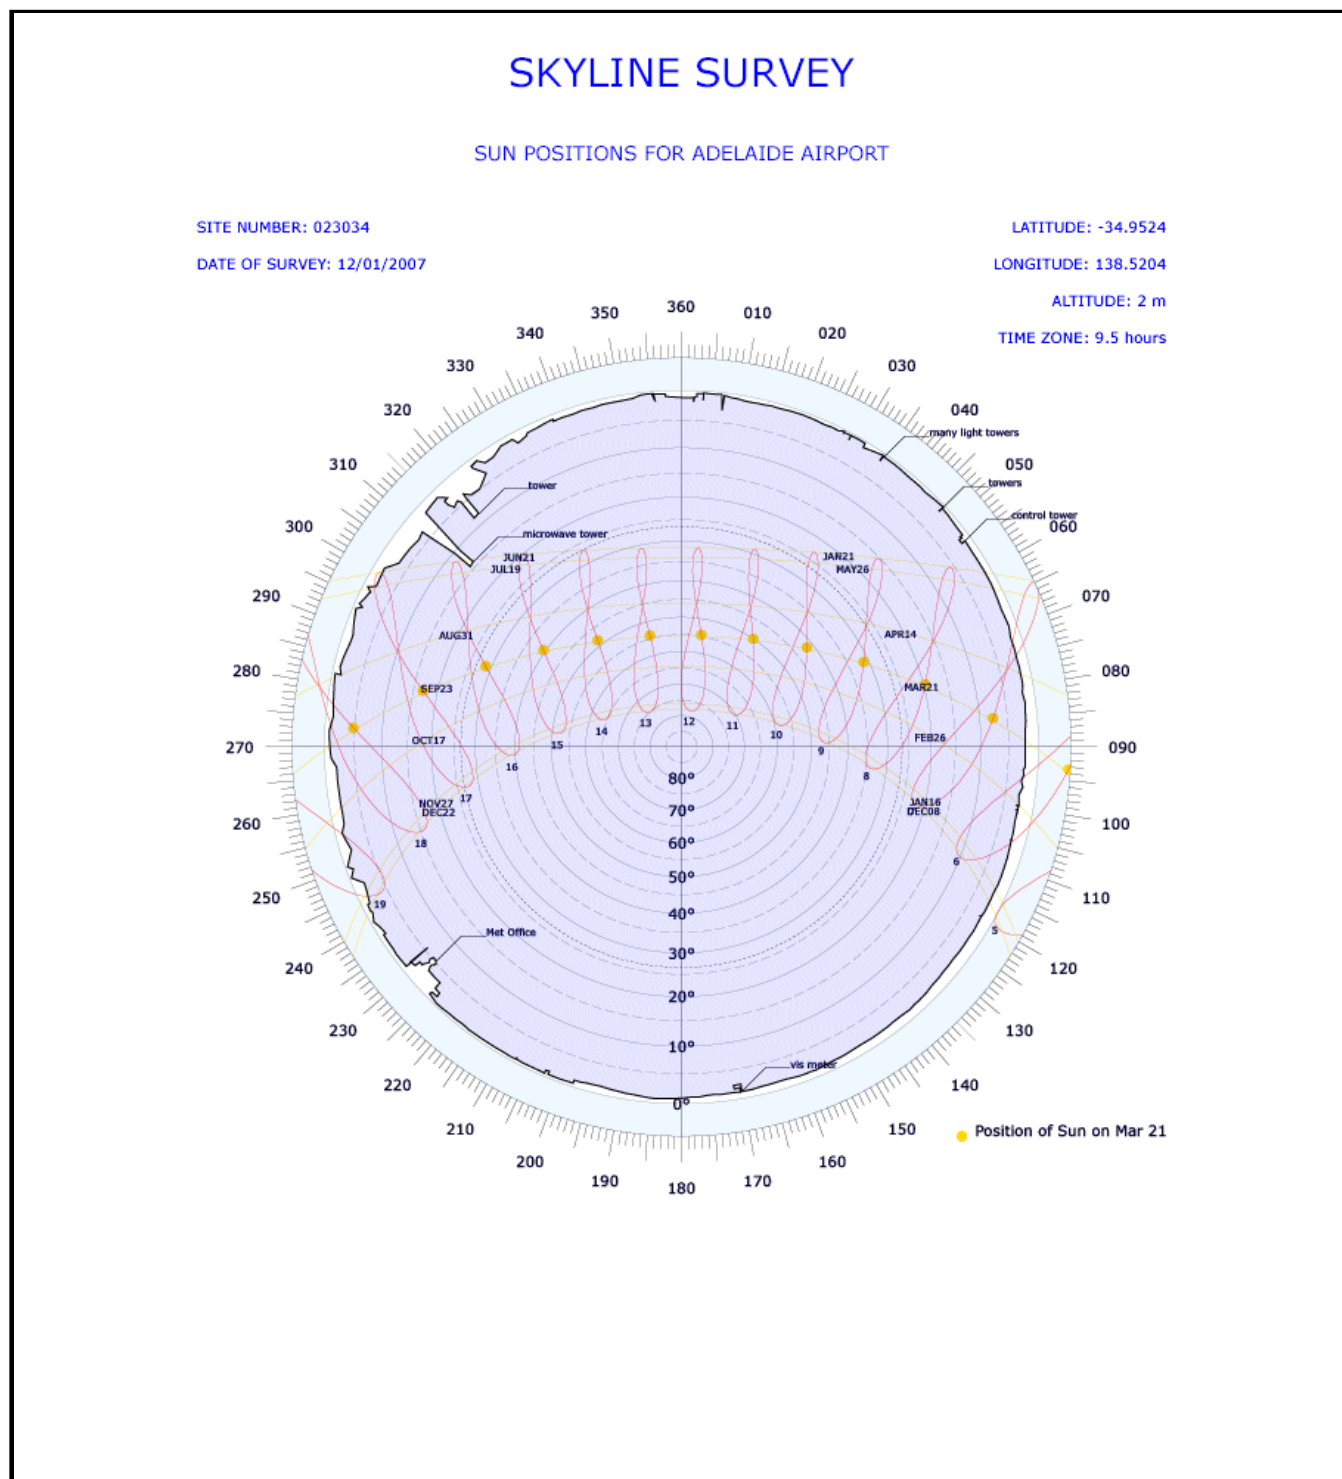 SKYLINE SURVEY
SUN POSITIONS FOR ADELAIDE AIRPORT
SITE NUMBER: 023034
LATITUDE: -34.9524
DATE OF SURVEY: 12/01/2007
LONGITUDE: 138.5204
ALTITUDE: 2 m
TIME ZONE: 9.5 hours
360
350
010
340
020
330
030
320
040
310
050
300
060
290
070
280
080
270
090
260
100
250
110
240
120
230
130
220
140
210
150
200
160
190
170
180
many light towers
tower
towers
control tower
microwave tower
JUN21
JAN21
JUL19
MAY26
AUG31
APR14
SEP23
MAR21
OCT17
FEB26
NOV27
JAN16
DEC22
DEC08
19
18
17
16
15
14
13
12
11
10
9
8
6
5
80°
70°
60°
50°
40°
30°
20°
10°
0°
Met Office
vis meter
Position of Sun on Mar 21